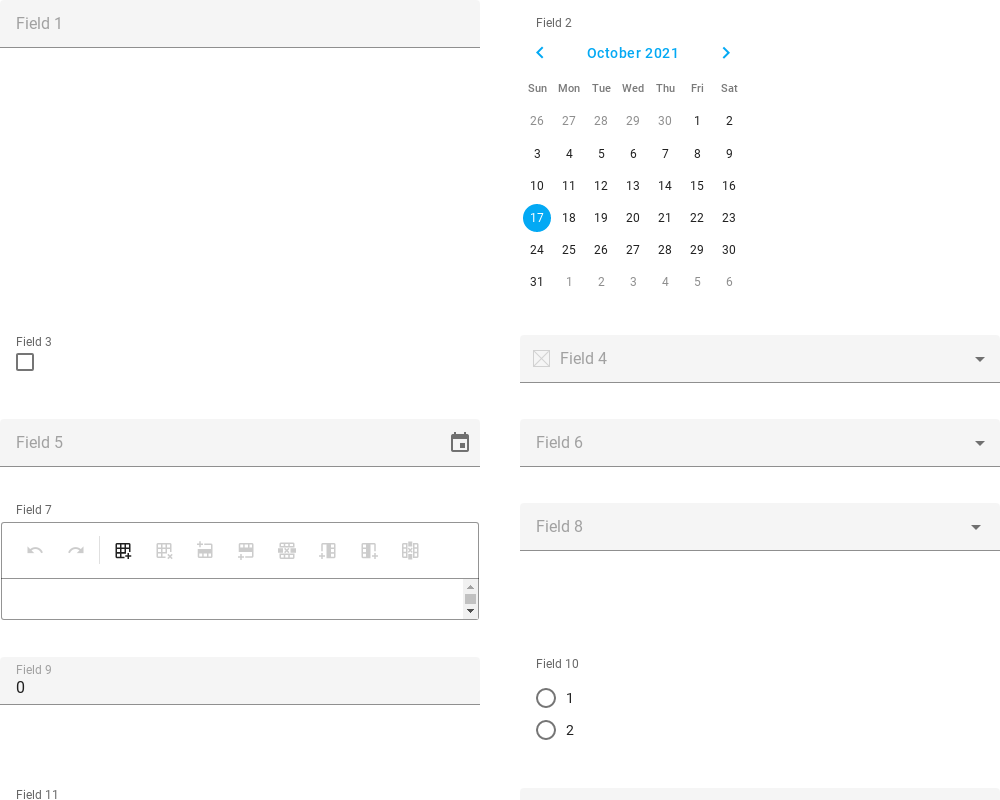 Field 1
Field 2
October 2021
Sun Mon Tue Wed Thu Fri Sat
26 27 28 29 30 1 2
3 4 5 6 7 8 9
10 11 12 13 14 15 16
17 18 19 20 21 22 23
24 25 26 27 28 29 30
31 1 2 3 4 5 6
Field 3
Field 4
Field 5
Field 6
Field 7
Field 8
Field 9
0
Field 10
1
2
Field 11